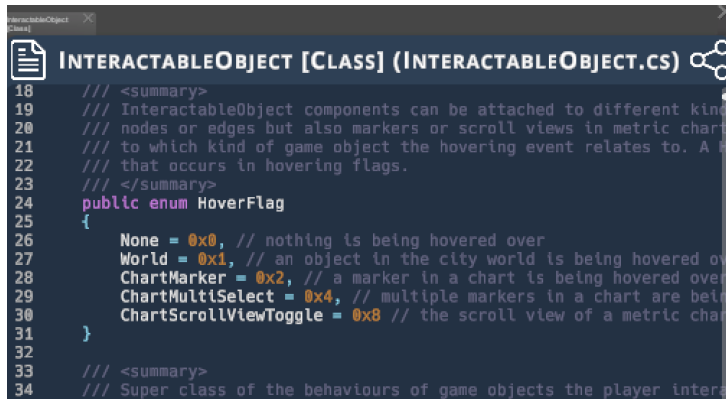 InteractableObject
[Class]
INTERACTABLEOBJECT [CLASS] (INTERACTABLEOBJECT.CS)
18 /// <summary>
19 /// InteractableObject components can be attached to different kin
20 /// nodes or edges but also markers or scroll views in metric chart
21 /// to which kind of game object the hovering event relates to. A
22 /// that occurs in hovering flags.
23 /// </summary>
24 public enum HoverFlag
25 {
26 None = 0x0, // nothing is being hovered over
27 World = 0x1, // an object in the city world is being hovered ov
28 ChartMarker = 0x2, // a marker in a chart is being hovered over
29 ChartMultiSelect = 0x4, // multiple markers in a chart are bei
30 ChartScrollViewToggle = 0x8 // the scroll view of a metric char
31 }
32
33 /// <summary>
34 /// Super class of the behaviours of game objects the player intera